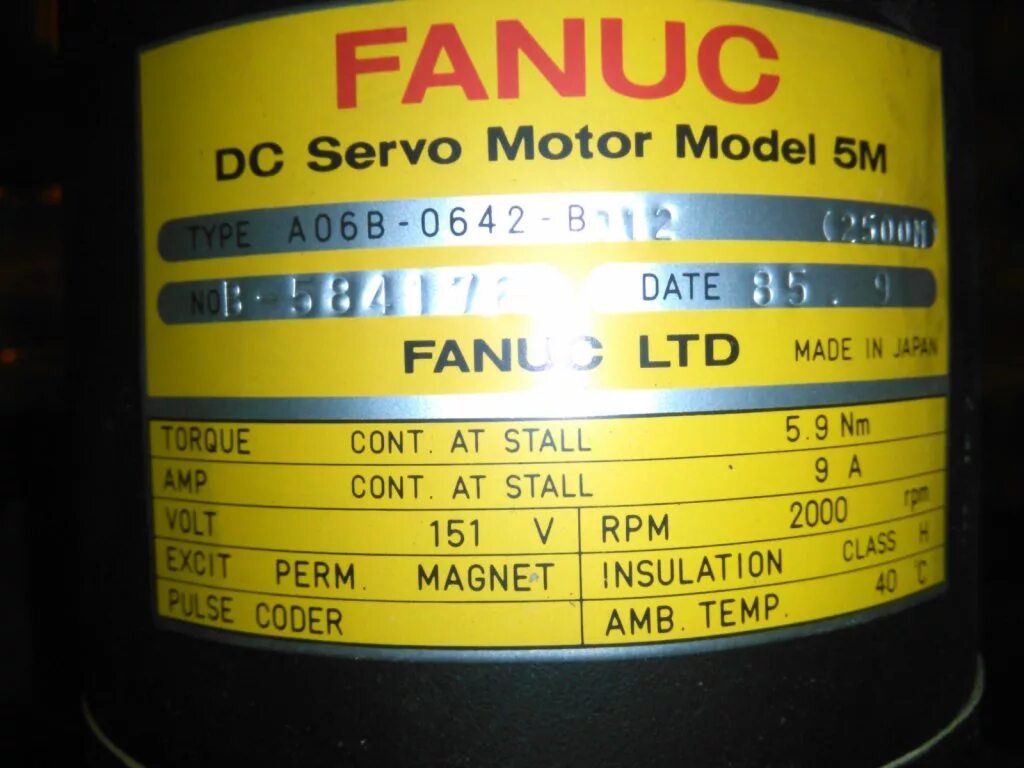 FANUC
DC Servo Motor Model 5M
TYPE A06B-0642-B112 (2500M)
NO DATE 85.9
FANUC LTD MADE IN JAPAN
TORQUE CONT. AT STALL 5.9 Nm
AMP CONT. AT STALL 9 A
VOLT 151 V RPM 2000 rpm
EXCIT PERM. MAGNET INSULATION CLASS H
PULSE CODER AMB. TEMP. 40 ℃